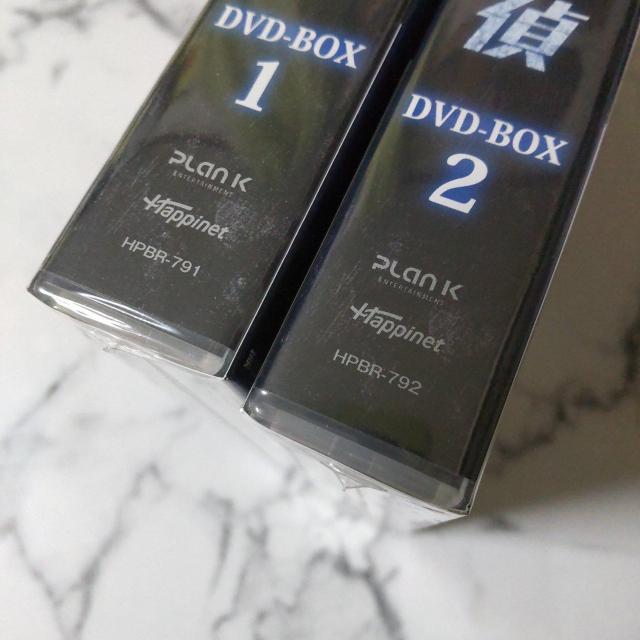 DVD-BOX
1
PLAN K
ENTERTAINMENT
Happinet
HPBR-791
偵
DVD-BOX
2
PLAN K
ENTERTAINMENT
Happinet
HPBR-792